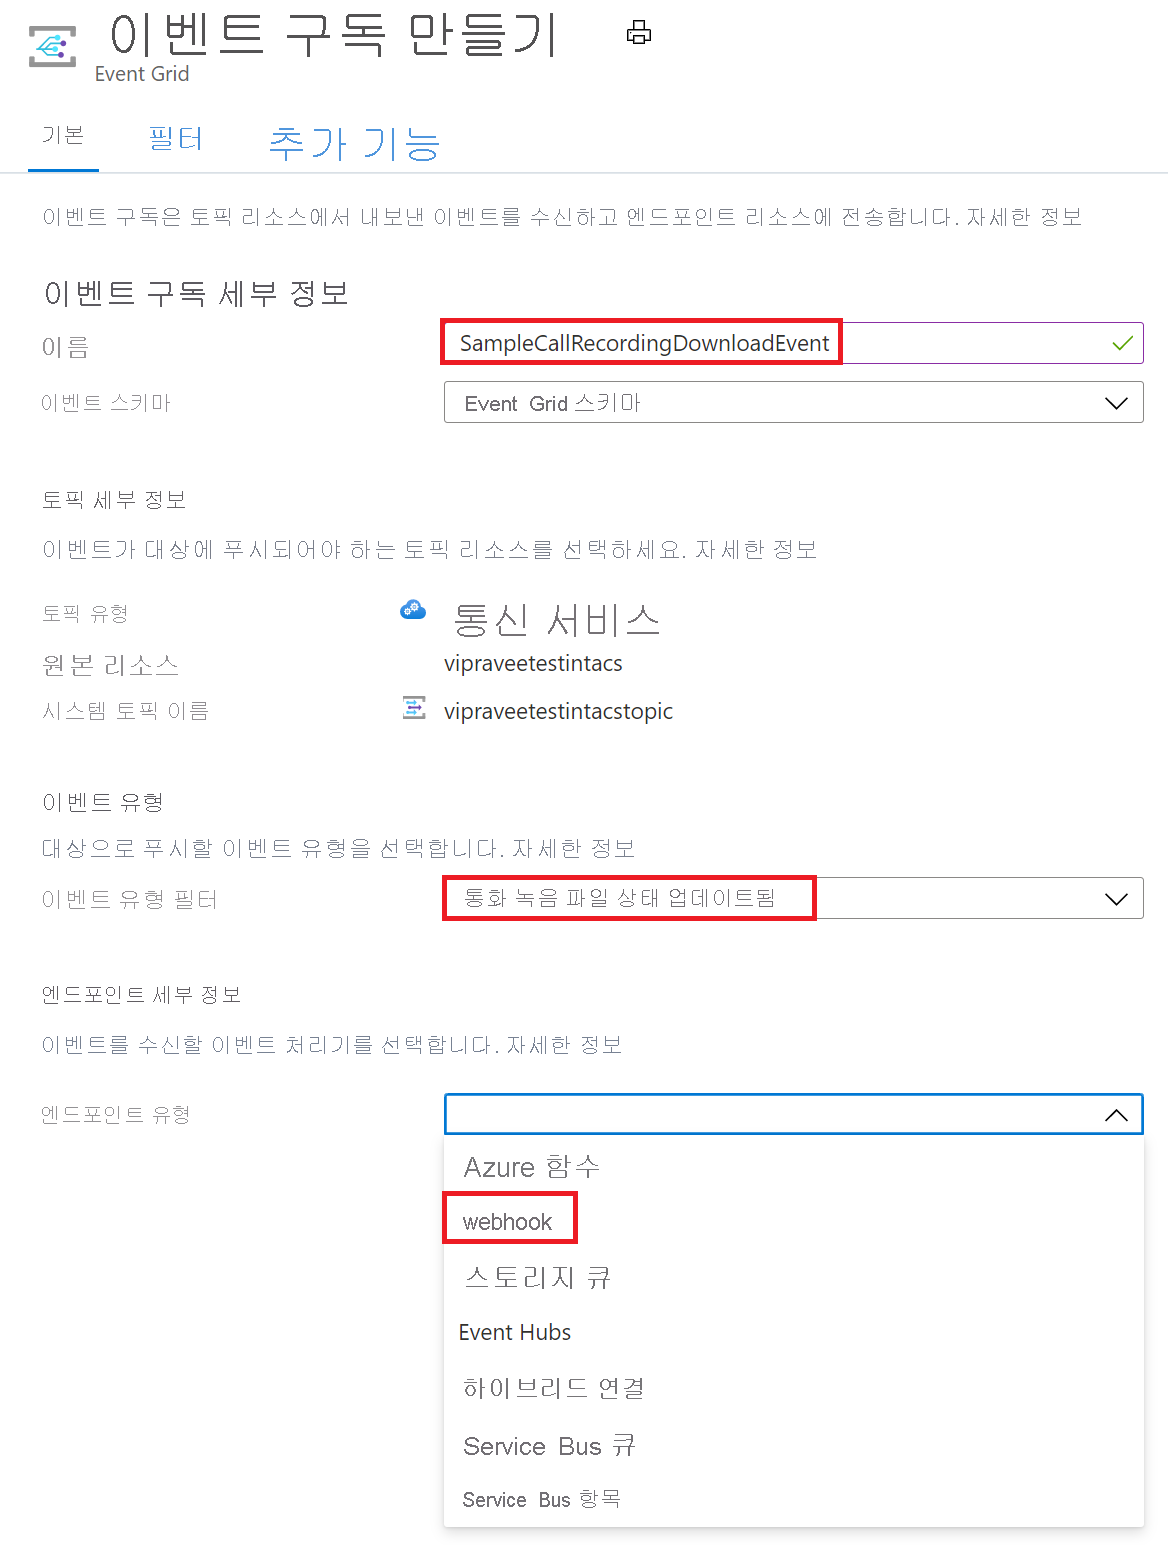 이벤트 구독 만들기
Event Grid
기본 필터 추가 기능
이벤트 구독은 토픽 리소스에서 내보낸 이벤트를 수신하고 엔드포인트 리소스에 전송합니다. 자세한 정보
이벤트 구독 세부 정보
이름 SampleCallRecordingDownloadEvent
이벤트 스키마 Event Grid 스키마
토픽 세부 정보
이벤트가 대상에 푸시되어야 하는 토픽 리소스를 선택하세요. 자세한 정보
토픽 유형 통신 서비스
원본 리소스 vipraveetestintacs
시스템 토픽 이름 vipraveetestintacstopic
이벤트 유형
대상으로 푸시할 이벤트 유형을 선택합니다. 자세한 정보
이벤트 유형 필터 통화 녹음 파일 상태 업데이트됨
엔드포인트 세부 정보
이벤트를 수신할 이벤트 처리기를 선택합니다. 자세한 정보
엔드포인트 유형
Azure 함수
webhook
스토리지 큐
Event Hubs
하이브리드 연결
Service Bus 큐
Service Bus 항목